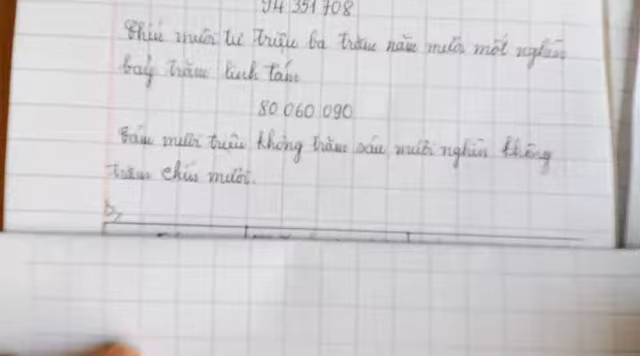 94 351 708
Chín mươi tư triệu ba trăm năm mươi mốt nghìn
bảy trăm linh tám
80 060 090
Tám mươi triệu không trăm sáu mươi nghìn không
trăm chín mươi.
b,